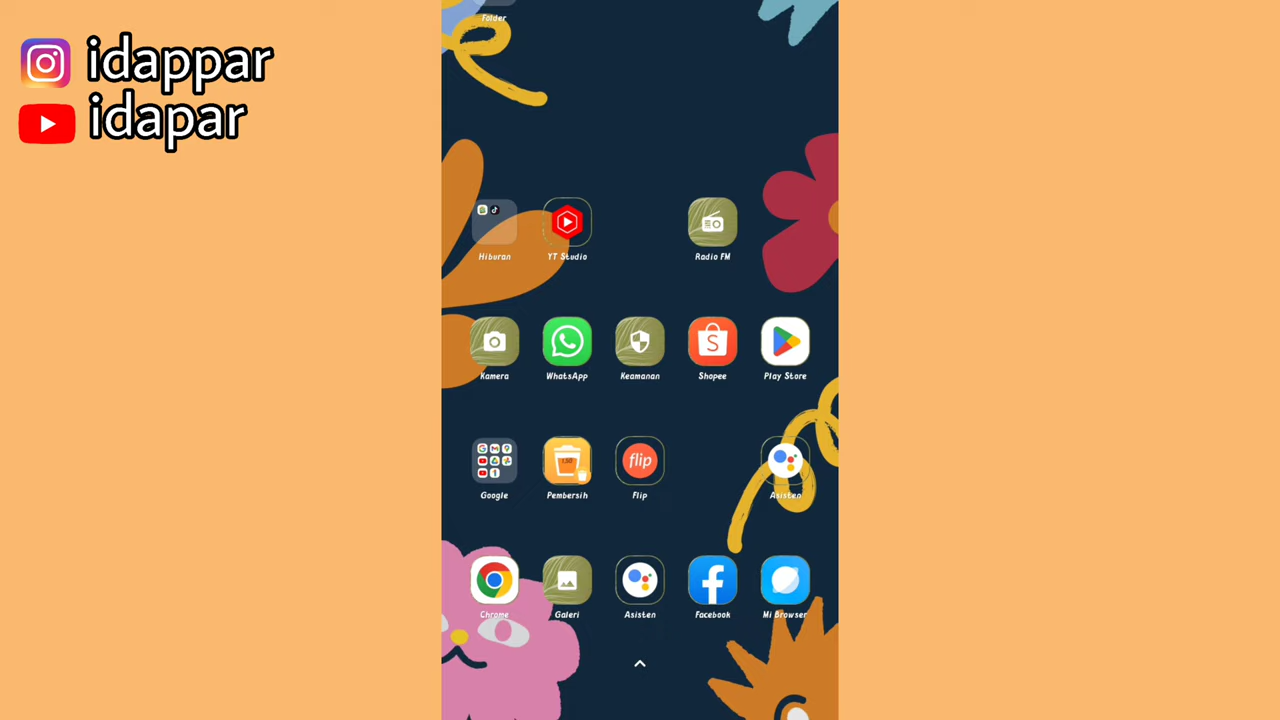 idappar
idapar
Folder
Hiburan
YT Studio
Radio FM
Kamera
WhatsApp
Keamanan
Shopee
Play Store
Google
Pembersih
flip
Flip
Asisten
Chrome
Galeri
Asisten
Facebook
Mi Browser